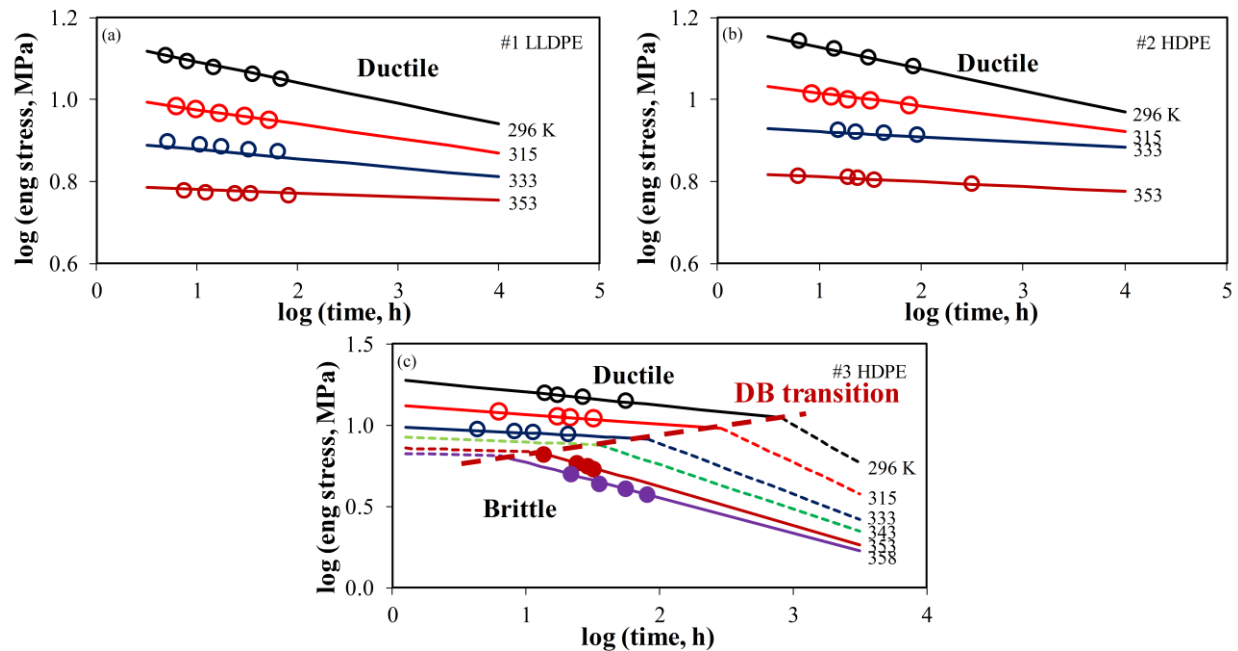 (a)
#1 LLDPE
Ductile
log (eng stress, MPa)
1.2
1.0
0.8
0.6
296 K
315
333
353
0 1 2 3 4 5
log (time, h)
(b)
#2 HDPE
Ductile
log (eng stress, MPa)
1.2
1.0
0.8
0.6
296 K
315
333
353
0 1 2 3 4 5
log (time, h)
(c)
#3 HDPE
Ductile
DB transition
Brittle
log (eng stress, MPa)
1.5
1.0
0.5
0.0
296 K
315
333
343
353
358
0 1 2 3 4
log (time, h)